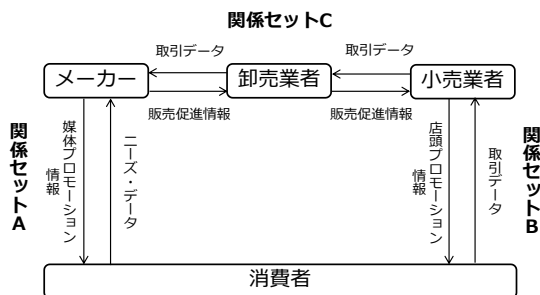 関係セットC
取引データ
取引データ
メーカー
卸売業者
小売業者
販売促進情報
販売促進情報
関係セットA
媒体プロモーション
情報
ニーズ・データ
店頭プロモーション
情報
取引データ
関係セットB
消費者